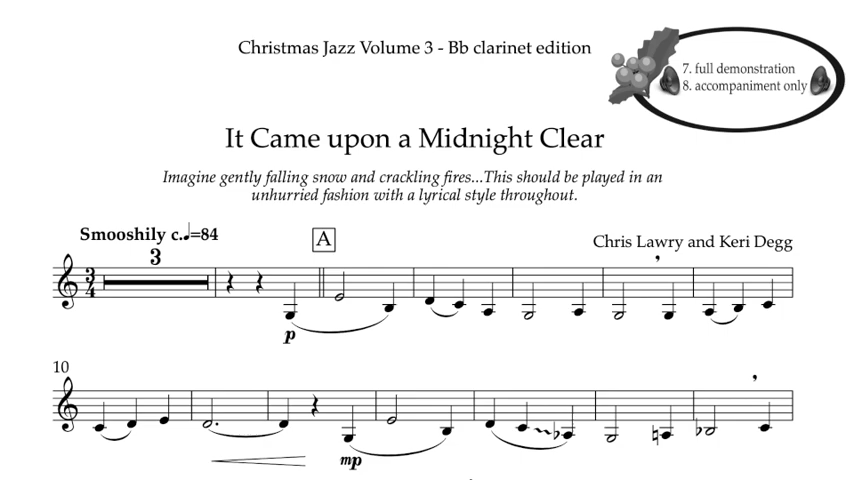 Christmas Jazz Volume 3 - Bb clarinet edition
7. full demonstration
8. accompaniment only
It Came upon a Midnight Clear
Imagine gently falling snow and crackling fires...This should be played in an
unhurried fashion with a lyrical style throughout.
Smooshily c.♩=84
A
Chris Lawry and Keri Degg
3
3
4
p
10
mp